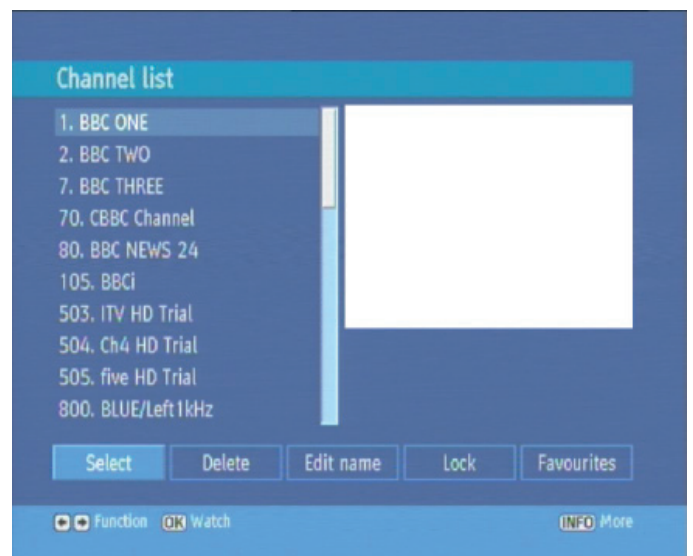 Channel list
1. BBC ONE
2. BBC TWO
7. BBC THREE
70. CBBC Channel
80. BBC NEWS 24
105. BBCi
503. ITV HD Trial
504. Ch4 HD Trial
505. five HD Trial
800. BLUE/Left1kHz
Select Delete Edit name Lock Favourites
Function OK Watch INFO More